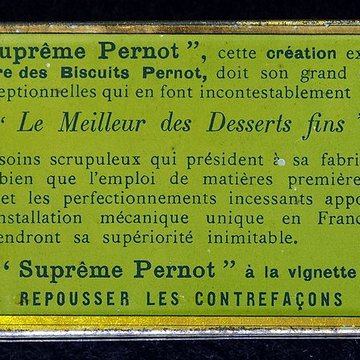 Suprême Pernot ”, cette création ex
re des Biscuits Pernot, doit son grand
eptionnelles qui en font incontestablement
“ Le Meilleur des Desserts fins ”
soins scrupuleux qui président à sa fabri
bien que l'emploi de matières première
et les perfectionnements incessants appo
nstallation mécanique unique en Franc
endront sa supériorité inimitable.
“ Suprême Pernot ” à la vignette
REPOUSSER LES CONTREFAÇONS